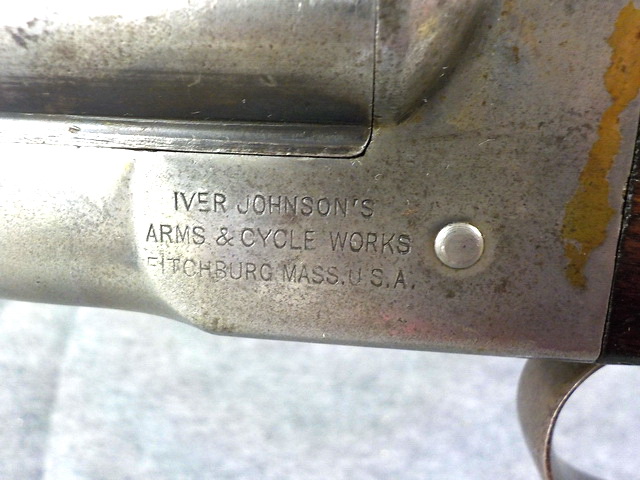 IVER JOHNSON'S
ARMS & CYCLE WORKS
FITCHBURG MASS. U.S.A.